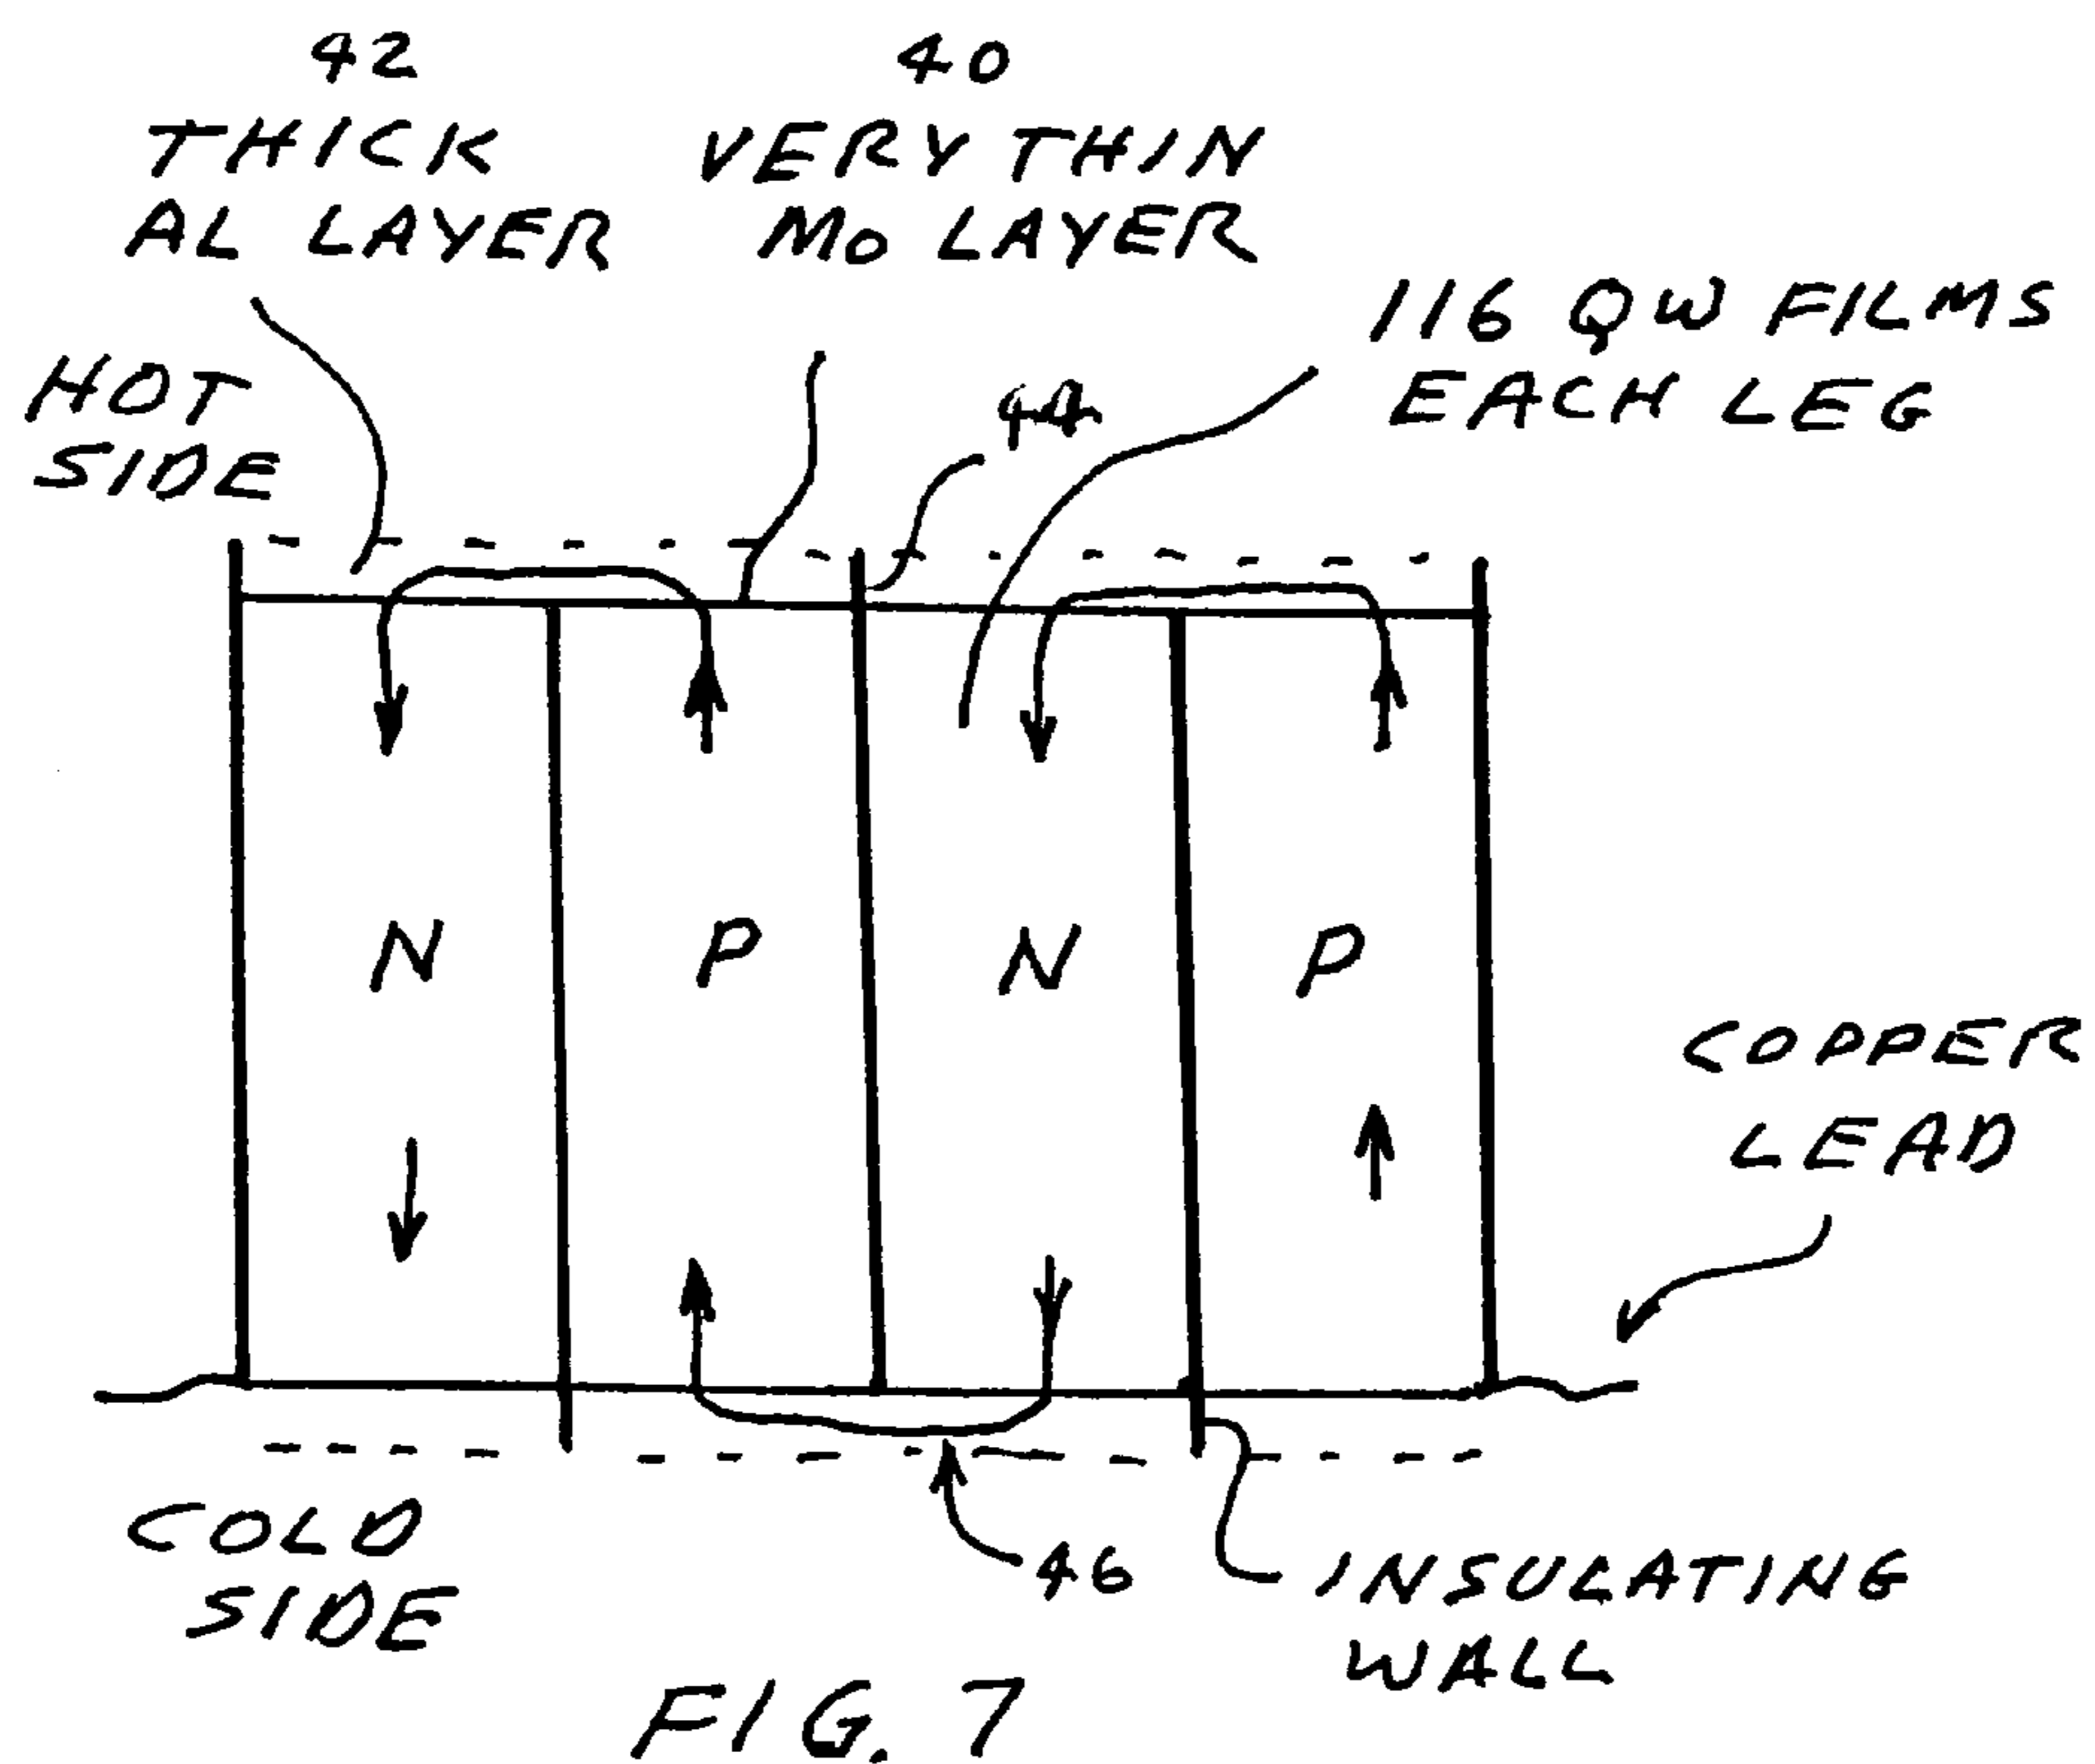 42
THICK
AL LAYER
40
VERY THIN
Mo LAYER
116 QW FILMS
EACH LEG
HOT
SIDE
44
N
P
N
P
COPPER
LEAD
COLD
SIDE
46
INSULATING
WALL
FIG. 7